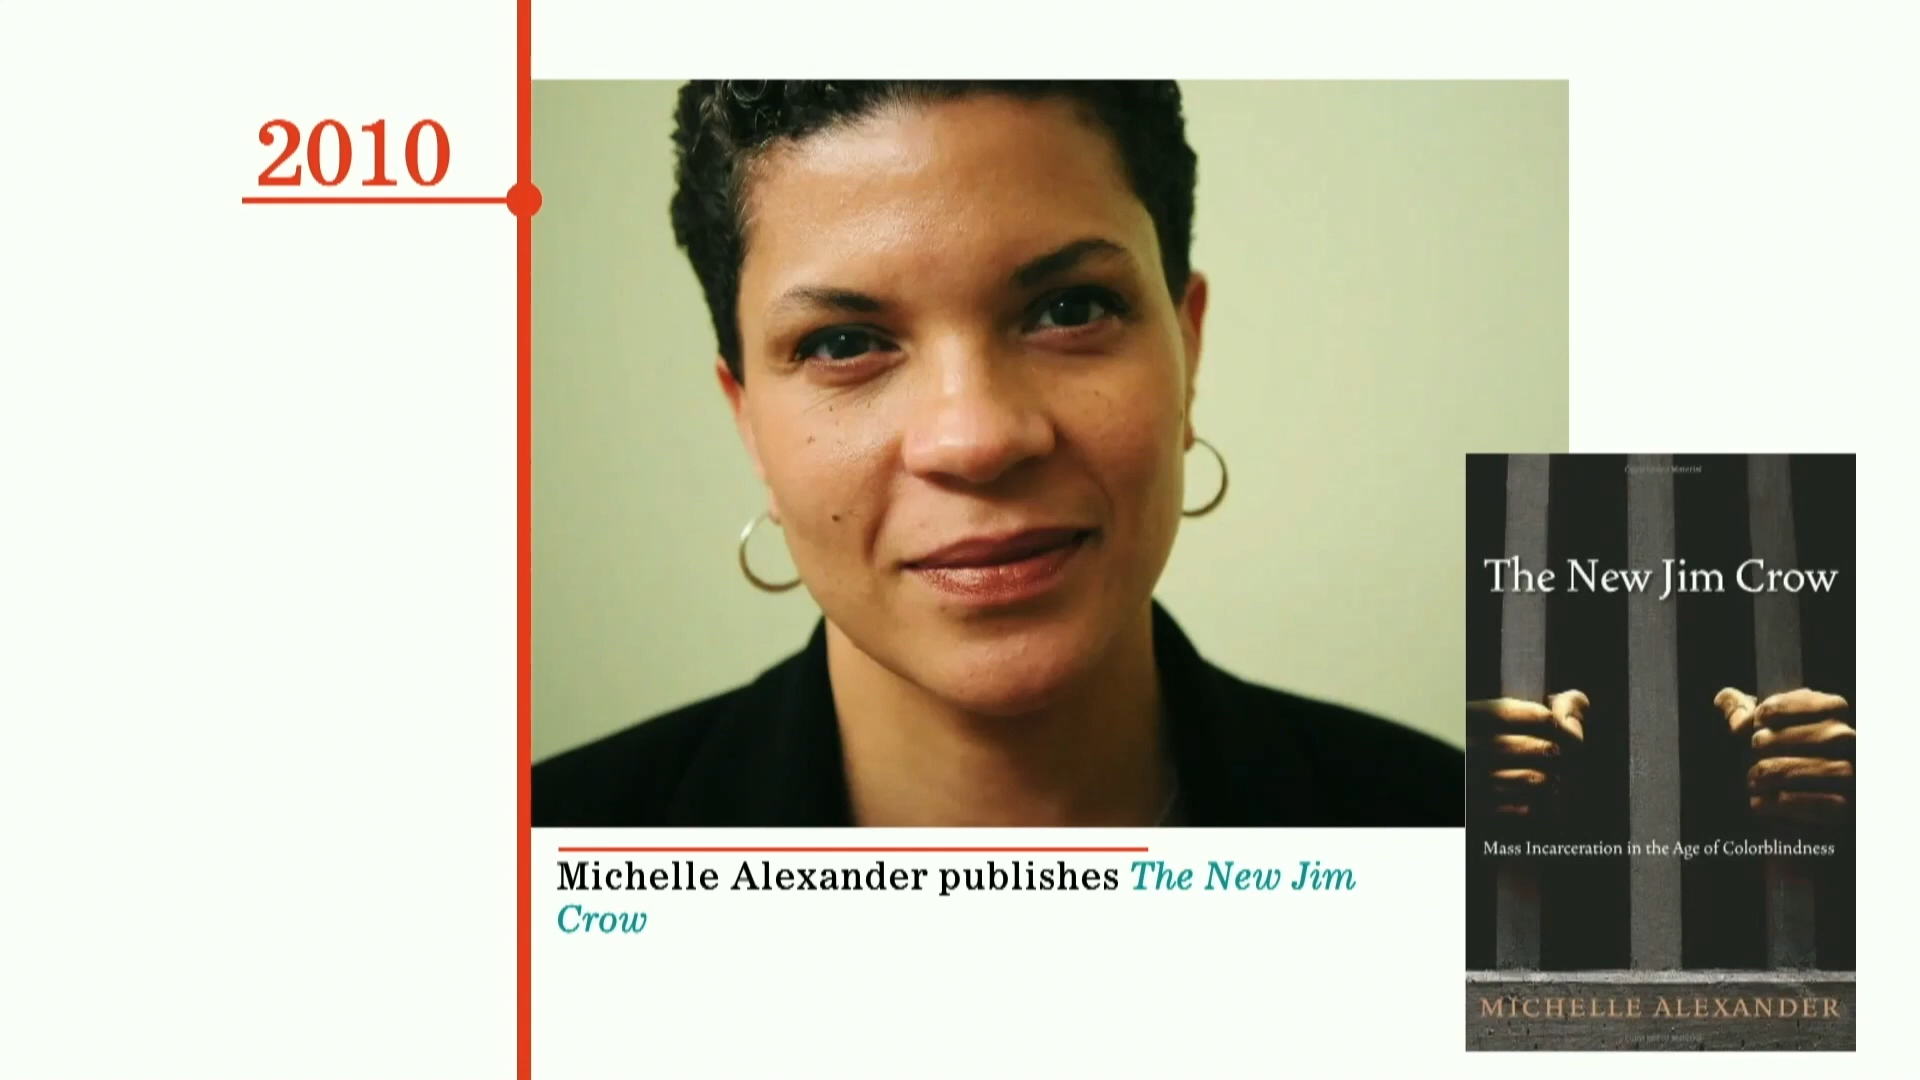 2010
Michelle Alexander publishes The New Jim
Crow
The New Jim Crow
Mass Incarceration in the Age of Colorblindness
MICHELLE ALEXANDER